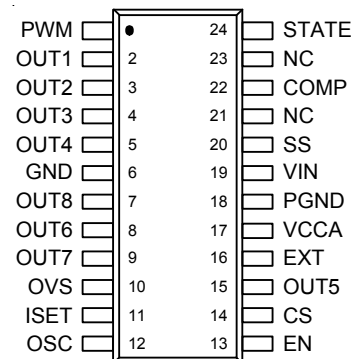 PWM 24 STATE
OUT1 2 23 NC
OUT2 3 22 COMP
OUT3 4 21 NC
OUT4 5 20 SS
GND 6 19 VIN
OUT8 7 18 PGND
OUT6 8 17 VCCA
OUT7 9 16 EXT
OVS 10 15 OUT5
ISET 11 14 CS
OSC 12 13 EN